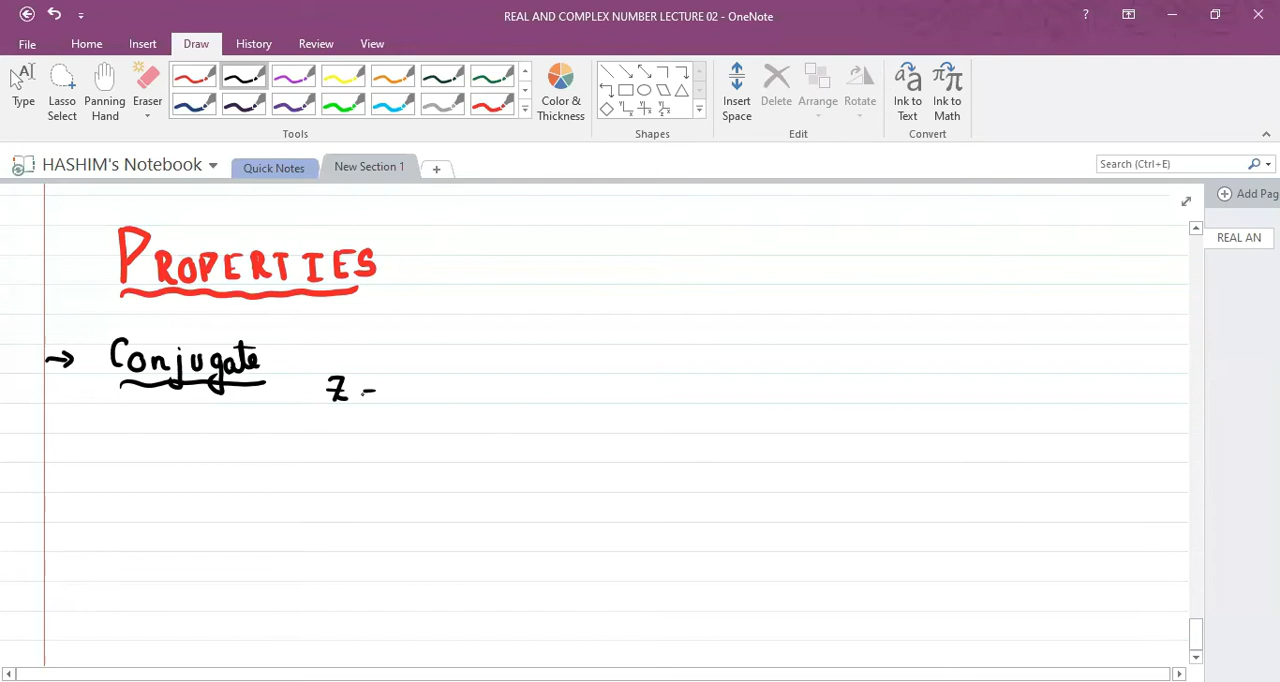 REAL AND COMPLEX NUMBER LECTURE 02 - OneNote
? 
File Home Insert Draw History Review View
Type Lasso Select Panning Hand Eraser Color & Thickness Insert Space Delete Arrange Rotate Ink to Text Ink to Math
Tools Shapes Edit Convert
HASHIM's Notebook Quick Notes New Section 1 + Search (Ctrl+E)
Add Pag
REAL AN
PROPERTIES
→ Conjugate
Z -